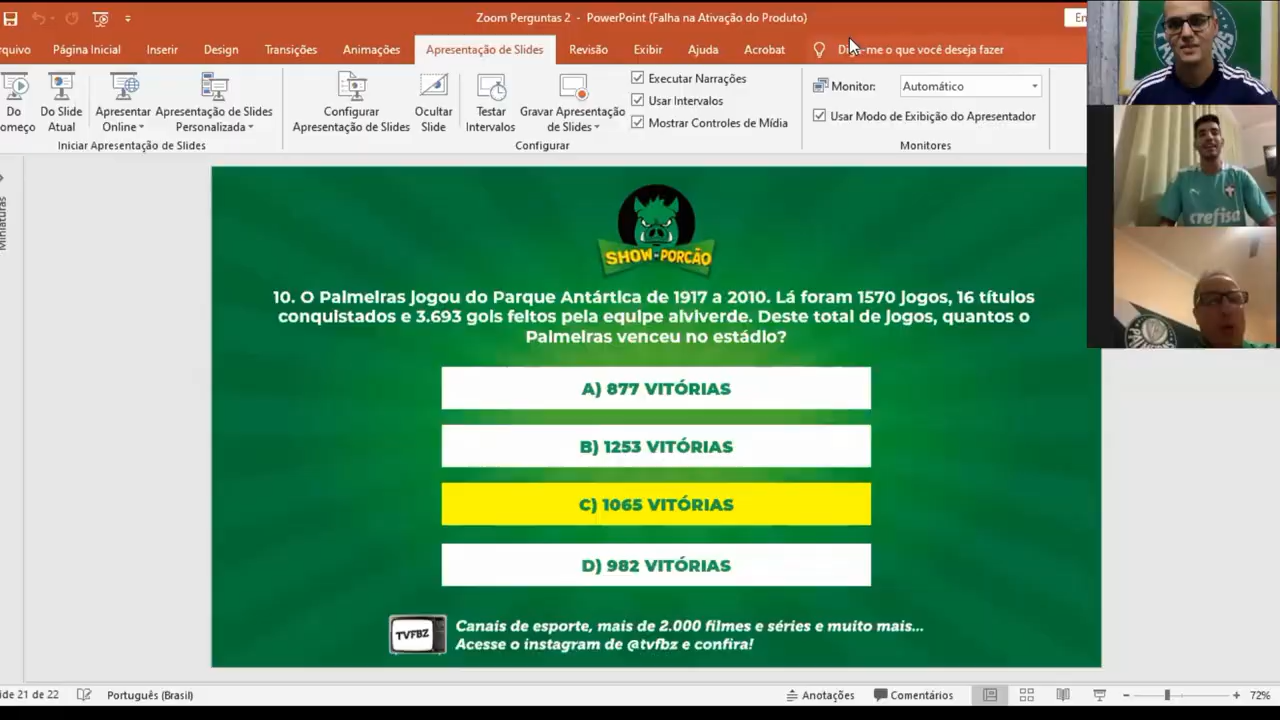 Zoom Perguntas 2 - PowerPoint (Falha na Ativação do Produto)
En
rquivo Página Inicial Inserir Design Transições Animações Apresentação de Slides Revisão Exibir Ajuda Acrobat Diga-me o que você deseja fazer
Do
omeço
Do Slide
Atual
Apresentar
Online
Apresentação de Slides
Personalizada
Iniciar Apresentação de Slides
Configurar
Apresentação de Slides
Ocultar
Slide
Testar
Intervalos
Gravar Apresentação
de Slides
Executar Narrações
Usar Intervalos
Mostrar Controles de Mídia
Configurar
Monitor: Automático
Usar Modo de Exibição do Apresentador
Monitores
Miniaturas
SHOW DO PORCÃO
10. O Palmeiras jogou do Parque Antártica de 1917 a 2010. Lá foram 1570 jogos, 16 títulos
conquistados e 3.693 gols feitos pela equipe alviverde. Deste total de jogos, quantos o
Palmeiras venceu no estádio?
A) 877 VITÓRIAS
B) 1253 VITÓRIAS
C) 1065 VITÓRIAS
D) 982 VITÓRIAS
TVFBZ
Canais de esporte, mais de 2.000 filmes e séries e muito mais...
Acesse o instagram de @tvfbz e confira!
crefisa
ide 21 de 22 Português (Brasil) Anotações Comentários 72%